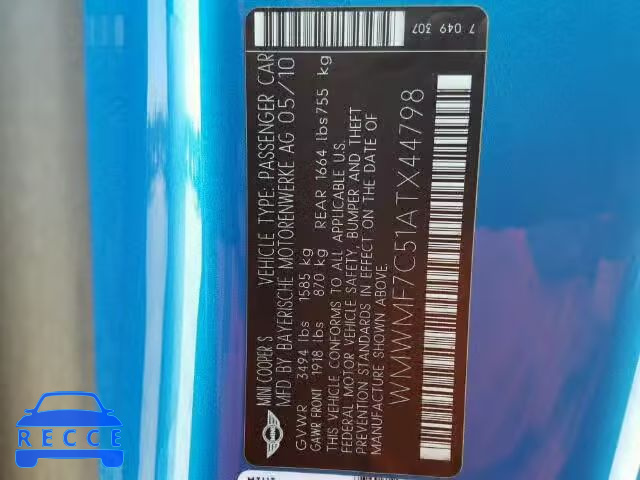 MINI COOPER S VEHICLE TYPE: PASSENGER CAR
MFD BY BAYERISCHE MOTORENWERKE AG 05/10
GVWR 3494 lbs 1585 kg
GAWR FRONT 1918 lbs 870 kg REAR 1664 lbs 755 kg
THIS VEHICLE CONFORMS TO ALL APPLICABLE U.S.
FEDERAL MOTOR VEHICLE SAFETY, BUMPER AND THEFT
PREVENTION STANDARDS IN EFFECT ON THE DATE OF
MANUFACTURE SHOWN ABOVE.
WMWMF7C51ATX44798
7 049 307
RECCE